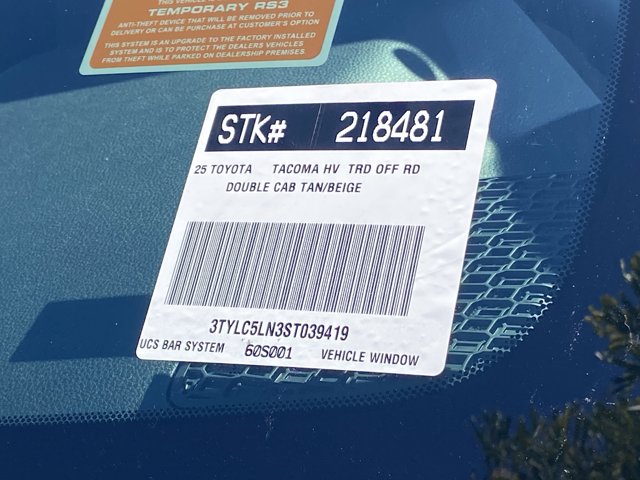 TEMPORARY RS3
ANTI-THEFT DEVICE THAT WILL BE REMOVED PRIOR TO
DELIVERY OR CAN BE PURCHASE AT CUSTOMER'S OPTION
THIS SYSTEM IS AN UPGRADE TO THE FACTORY INSTALLED
SYSTEM AND IS TO PROTECT THE DEALERS VEHICLES
FROM THEFT WHILE PARKED ON DEALERSHIP PREMISES.
STK# 218481
25 TOYOTA TACOMA HV TRD OFF RD
DOUBLE CAB TAN/BEIGE
3TYLC5LN3ST039419
UCS BAR SYSTEM 60S001 VEHICLE WINDOW